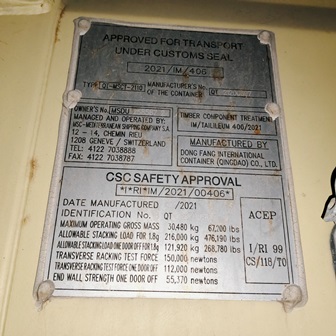 APPROVED FOR TRANSPORT
UNDER CUSTOMS SEAL
2021/IM/406
TYPE QT-MSCT-21(I) MANUFACTURER'S No. OF THE CONTAINER QT
OWNER'S No. MSDU
MANAGED AND OPERATED BY:
MSC-MEDITERRANEAN SHIPPING COMPANY S.A.
12 - 14, CHEMIN RIEU
1208 GENEVE / SWITZERLAND
TEL: 4122 7038888
FAX: 4122 7038787
TIMBER COMPONENT TREATMENT
IM/TAILLEUN 406/2021
MANUFACTURED BY:
DONG FANG INTERNATIONAL
CONTAINER (QINGDAO) CO., LTD.
CSC SAFETY APPROVAL
*I*RI*IM/2021/00406*
DATE MANUFACTURED /2021
IDENTIFICATION No. QT
MAXIMUM OPERATING GROSS MASS 30,480 kg 67,200 lbs
ALLOWABLE STACKING LOAD FOR 1.8g 216,000 kg 476,190 lbs
ALLOWABLE STACKING LOAD ONE DOOR OFF FOR 1.8g 121,920 kg 268,780 lbs
TRANSVERSE RACKING TEST FORCE 150,000 newtons
TRANSVERSE RACKING TEST FORCE ONE DOOR OFF 112,000 newtons
END WALL STRENGTH ONE DOOR OFF 55,370 newtons
ACEP
I/RI 99
CS/118/TO